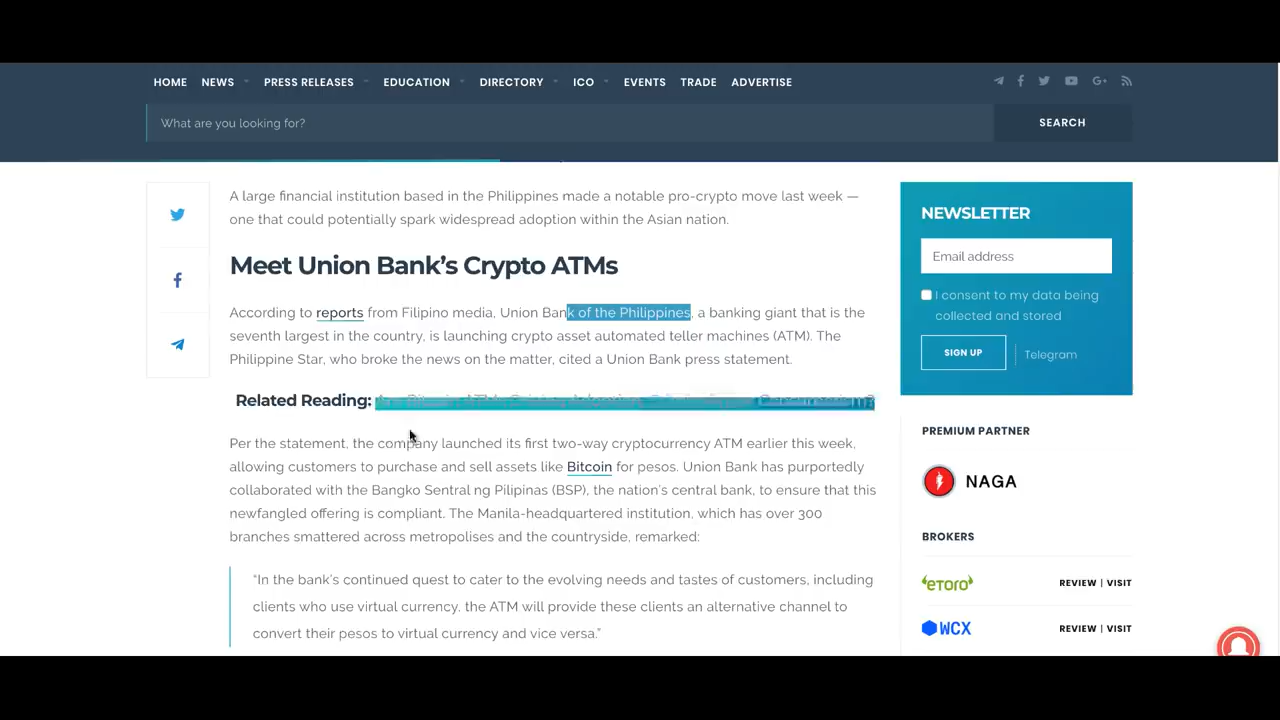 HOME NEWS PRESS RELEASES EDUCATION DIRECTORY ICO EVENTS TRADE ADVERTISE
What are you looking for? SEARCH
A large financial institution based in the Philippines made a notable pro-crypto move last week —
one that could potentially spark widespread adoption within the Asian nation.
Meet Union Bank's Crypto ATMs
According to reports from Filipino media, Union Bank of the Philippines, a banking giant that is the
seventh largest in the country, is launching crypto asset automated teller machines (ATM). The
Philippine Star, who broke the news on the matter, cited a Union Bank press statement.
Related Reading:
Per the statement, the company launched its first two-way cryptocurrency ATM earlier this week,
allowing customers to purchase and sell assets like Bitcoin for pesos. Union Bank has purportedly
collaborated with the Bangko Sentral ng Pilipinas (BSP), the nation's central bank, to ensure that this
newfangled offering is compliant. The Manila-headquartered institution, which has over 300
branches smattered across metropolises and the countryside, remarked:
“In the bank's continued quest to cater to the evolving needs and tastes of customers, including
clients who use virtual currency, the ATM will provide these clients an alternative channel to
convert their pesos to virtual currency and vice versa.”
NEWSLETTER
Email address
I consent to my data being
collected and stored
SIGN UP Telegram
PREMIUM PARTNER
NAGA
BROKERS
eToro REVIEW | VISIT
WCX REVIEW | VISIT